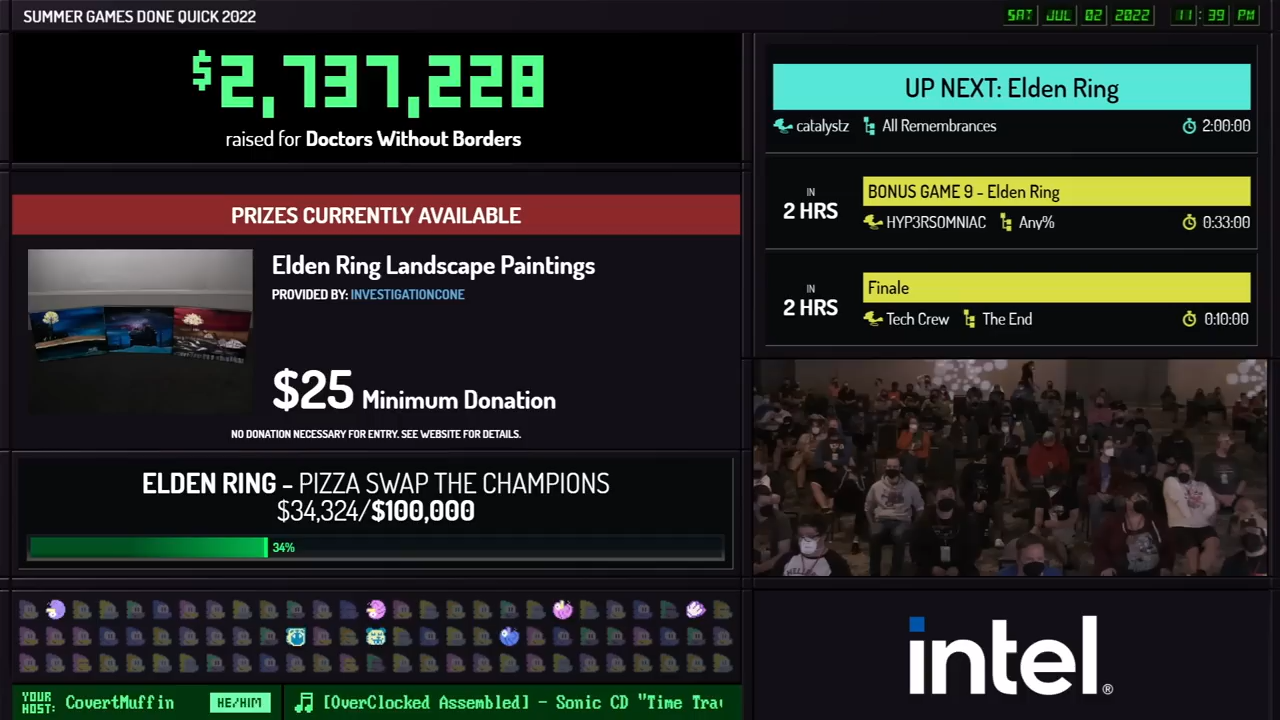 SUMMER GAMES DONE QUICK 2022
SAT JUL 02 2022 11:39 PM
$2,737,228
raised for Doctors Without Borders
PRIZES CURRENTLY AVAILABLE
Elden Ring Landscape Paintings
PROVIDED BY: INVESTIGATIONCONE
$25 Minimum Donation
NO DONATION NECESSARY FOR ENTRY. SEE WEBSITE FOR DETAILS.
ELDEN RING - PIZZA SWAP THE CHAMPIONS
$34,324/$100,000
34%
YOUR HOST: CovertMuffin HE/HIM
[OverClocked Assembled] - Sonic CD "Time Tra
UP NEXT: Elden Ring
catalystz All Remembrances 2:00:00
IN 2 HRS
BONUS GAME 9 - Elden Ring
HYP3RSOMNIAC Any% 0:33:00
IN 2 HRS
Finale
Tech Crew The End 0:10:00
intel®